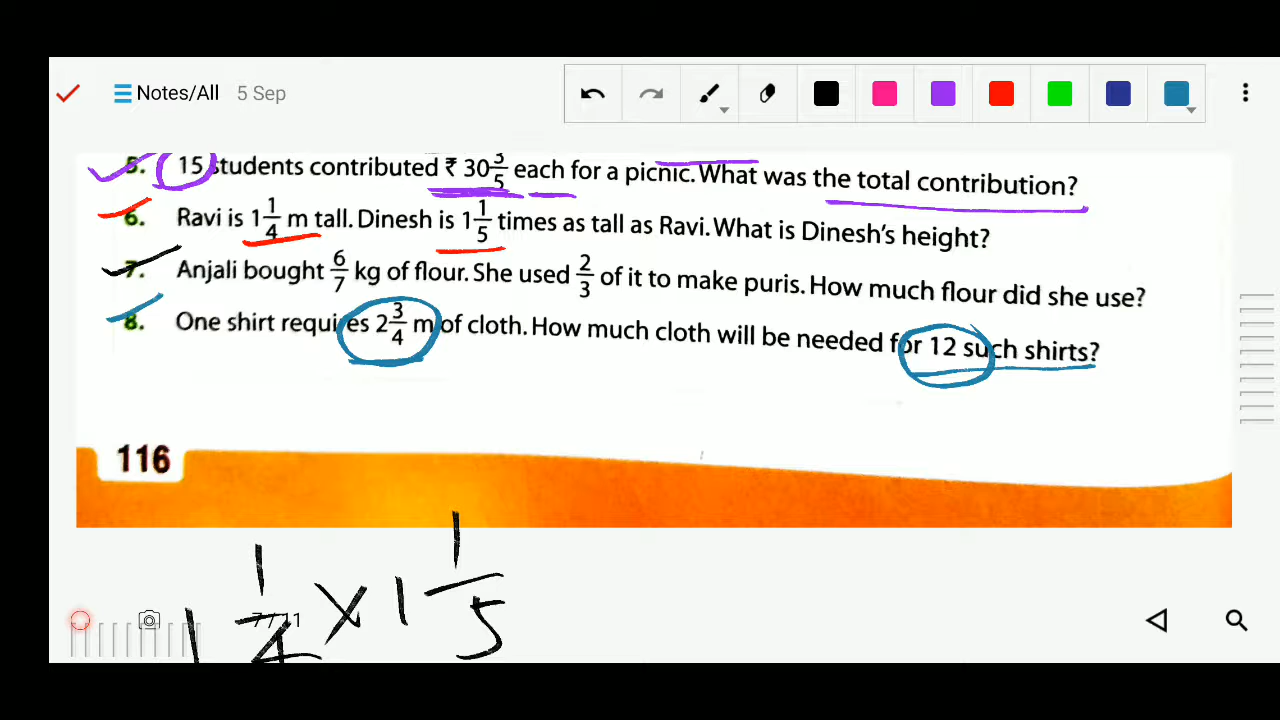 Notes/All 5 Sep
5. 15 students contributed ₹ 30 3/5 each for a picnic. What was the total contribution?
6. Ravi is 1 1/4 m tall. Dinesh is 1 1/5 times as tall as Ravi. What is Dinesh's height?
7. Anjali bought 6/7 kg of flour. She used 2/3 of it to make puris. How much flour did she use?
8. One shirt requires 2 3/4 m of cloth. How much cloth will be needed for 12 such shirts?
116
1 1/4 × 1 1/5